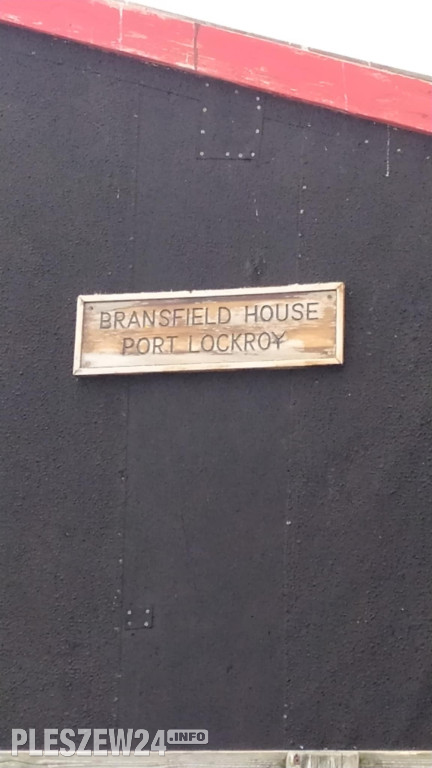 BRANSFIELD HOUSE
PORT LOCKROY
PLESZEW24.INFO